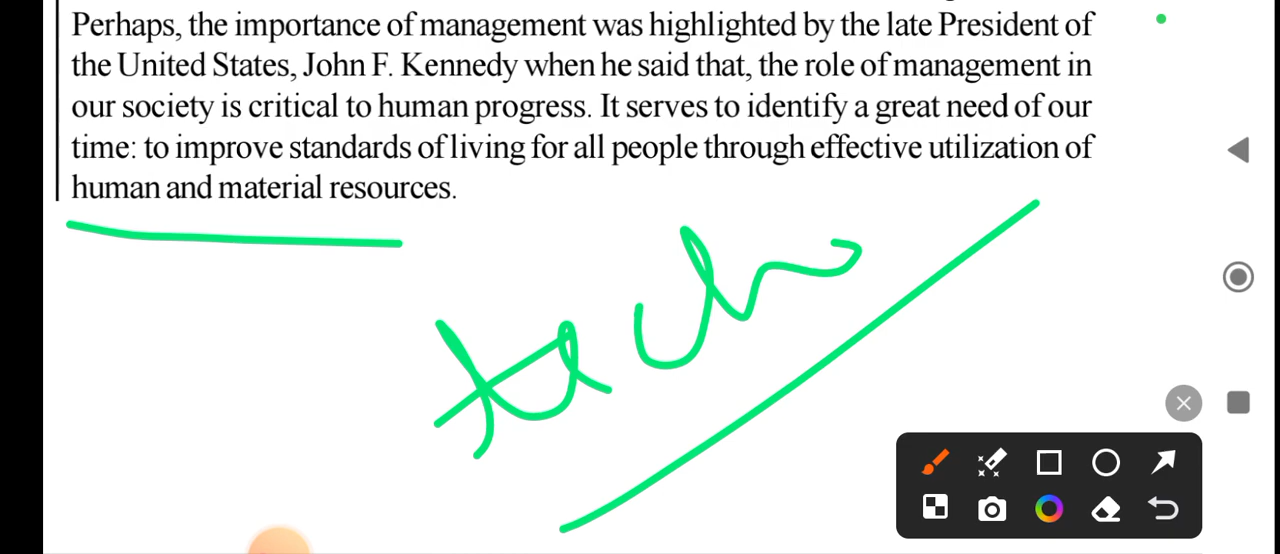 Perhaps, the importance of management was highlighted by the late President of
the United States, John F. Kennedy when he said that, the role of management in
our society is critical to human progress. It serves to identify a great need of our
time: to improve standards of living for all people through effective utilization of
human and material resources.